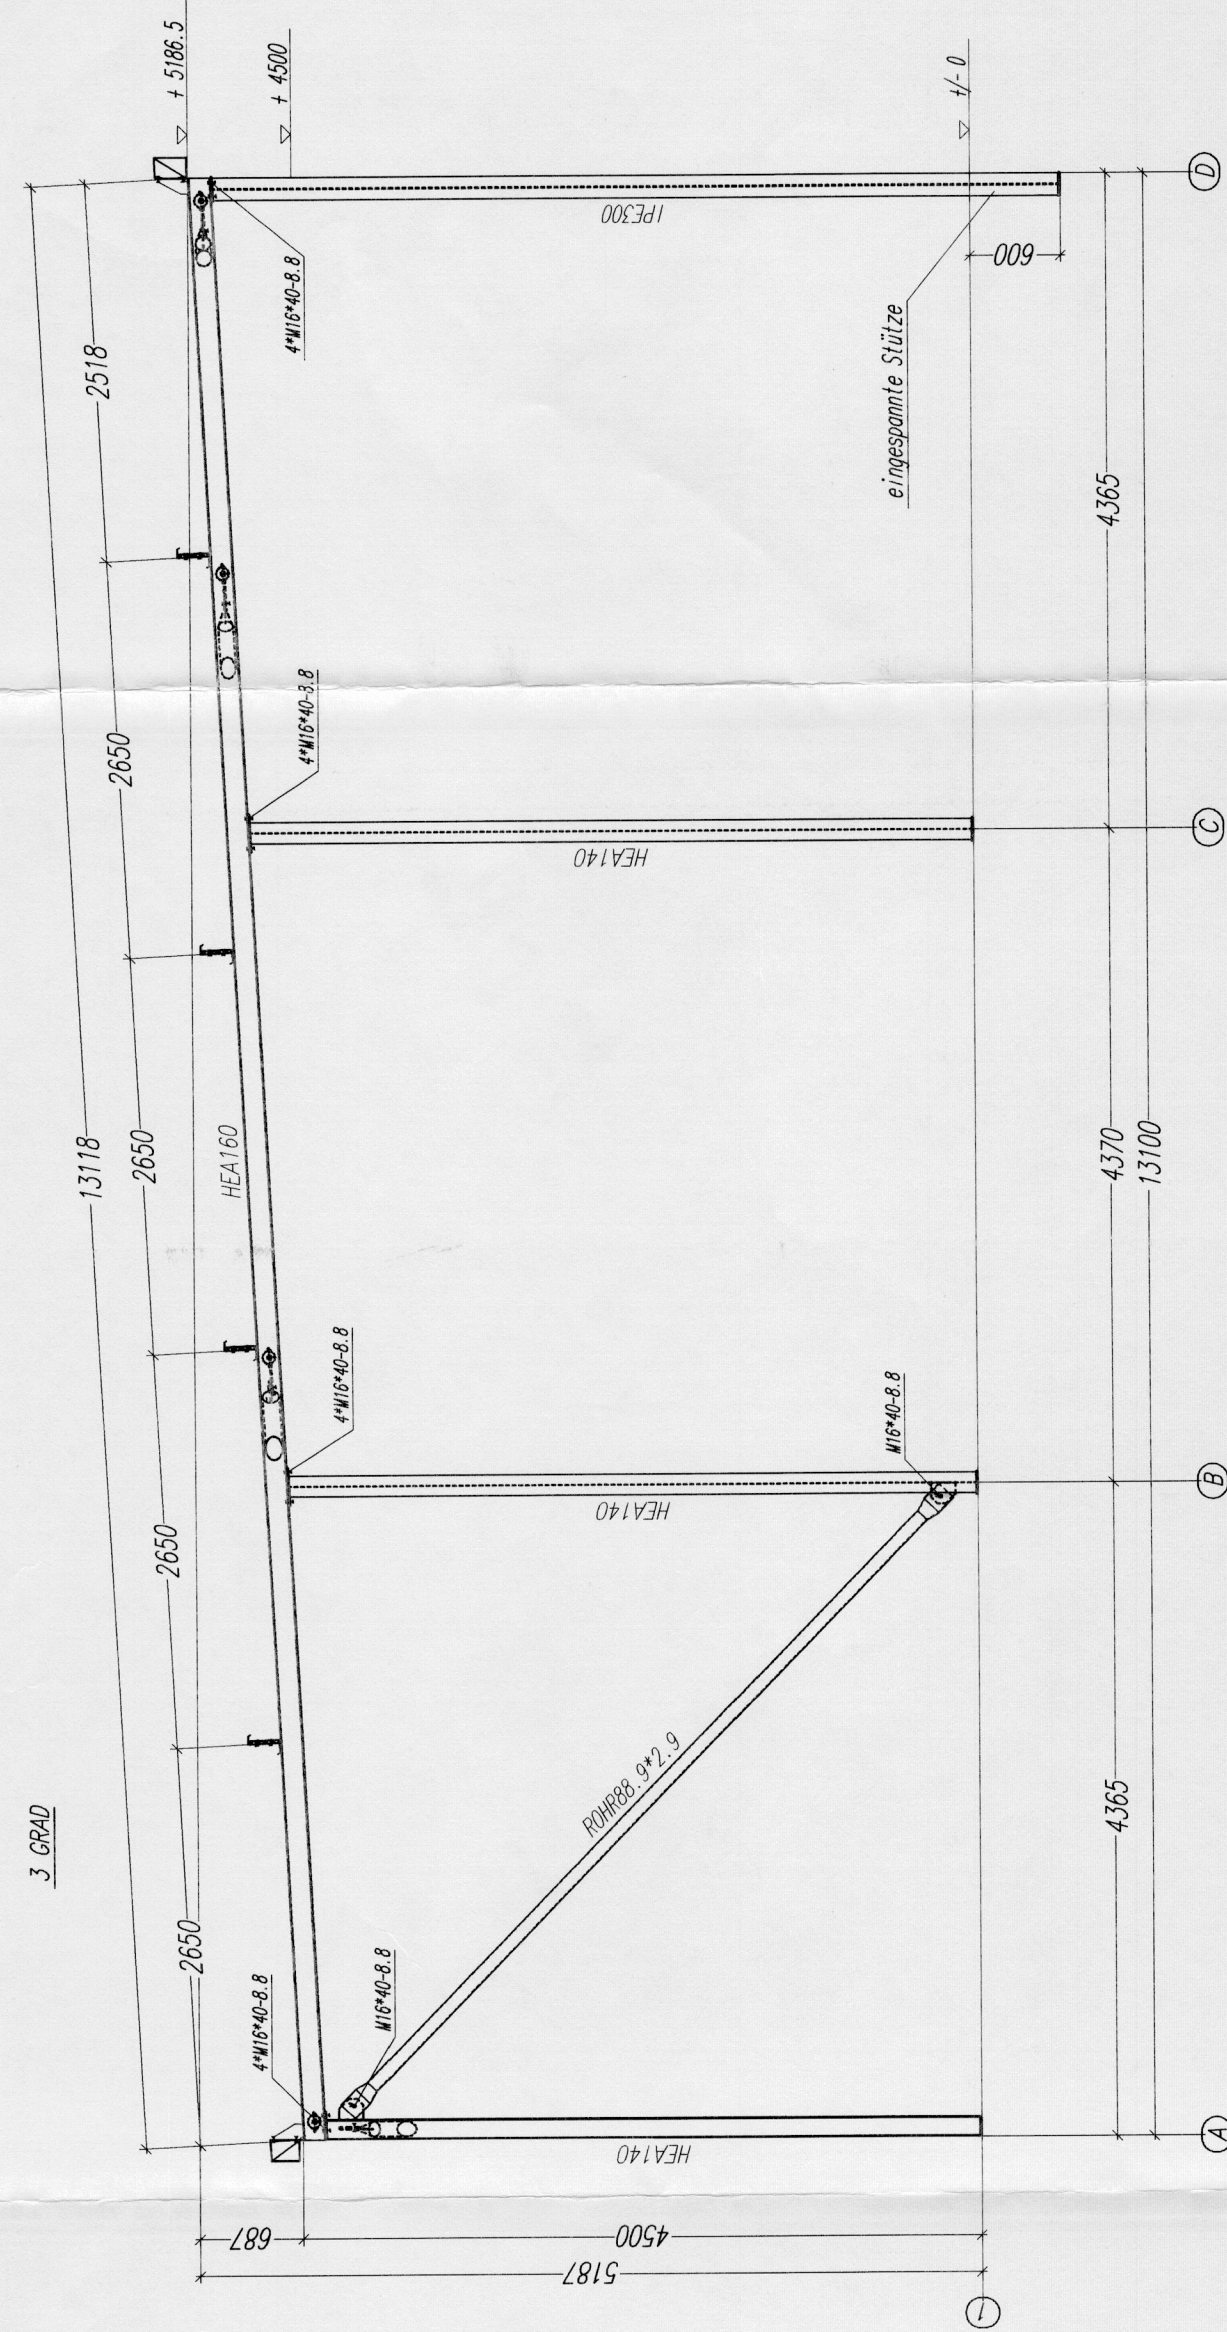 3 GRAD
13118
2650
2650
2650
2650
2518
+ 5186.5
+ 4500
+/- 0
HEA160
4*M16*40-8.8
M16*40-8.8
4*M16*40-8.8
4*M16*40-8.8
4*M16*40-8.8
M16*40-8.8
ROHR88.9*2.9
HEA140
HEA140
HEA140
IPE300
eingespannte Stütze
600
687
4500
5187
4365
4370
4365
13100
1
A
B
C
D